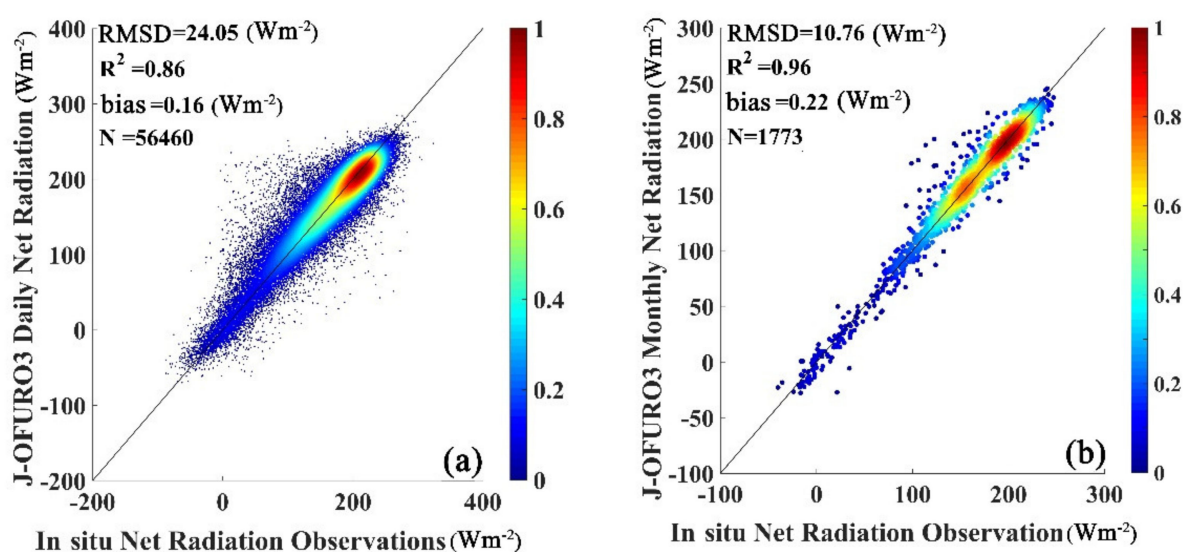 RMSD=24.05 (Wm-2)
R2 =0.86
bias =0.16 (Wm-2)
N =56460
J-OFURO3 Daily Net Radiation (Wm-2)
400
300
200
100
0
-100
-200
-200
0
200
400
In situ Net Radiation Observations (Wm-2)
(a)
1
0.8
0.6
0.4
0.2
0
RMSD=10.76 (Wm-2)
R2 =0.96
bias=0.22 (Wm-2)
N=1773
J-OFURO3 Monthly Net Radiation (Wm-2)
300
250
200
150
100
50
0
-50
-100
-100
0
100
200
300
In situ Net Radiation Observation (Wm-2)
(b)
1
0.8
0.6
0.4
0.2
0